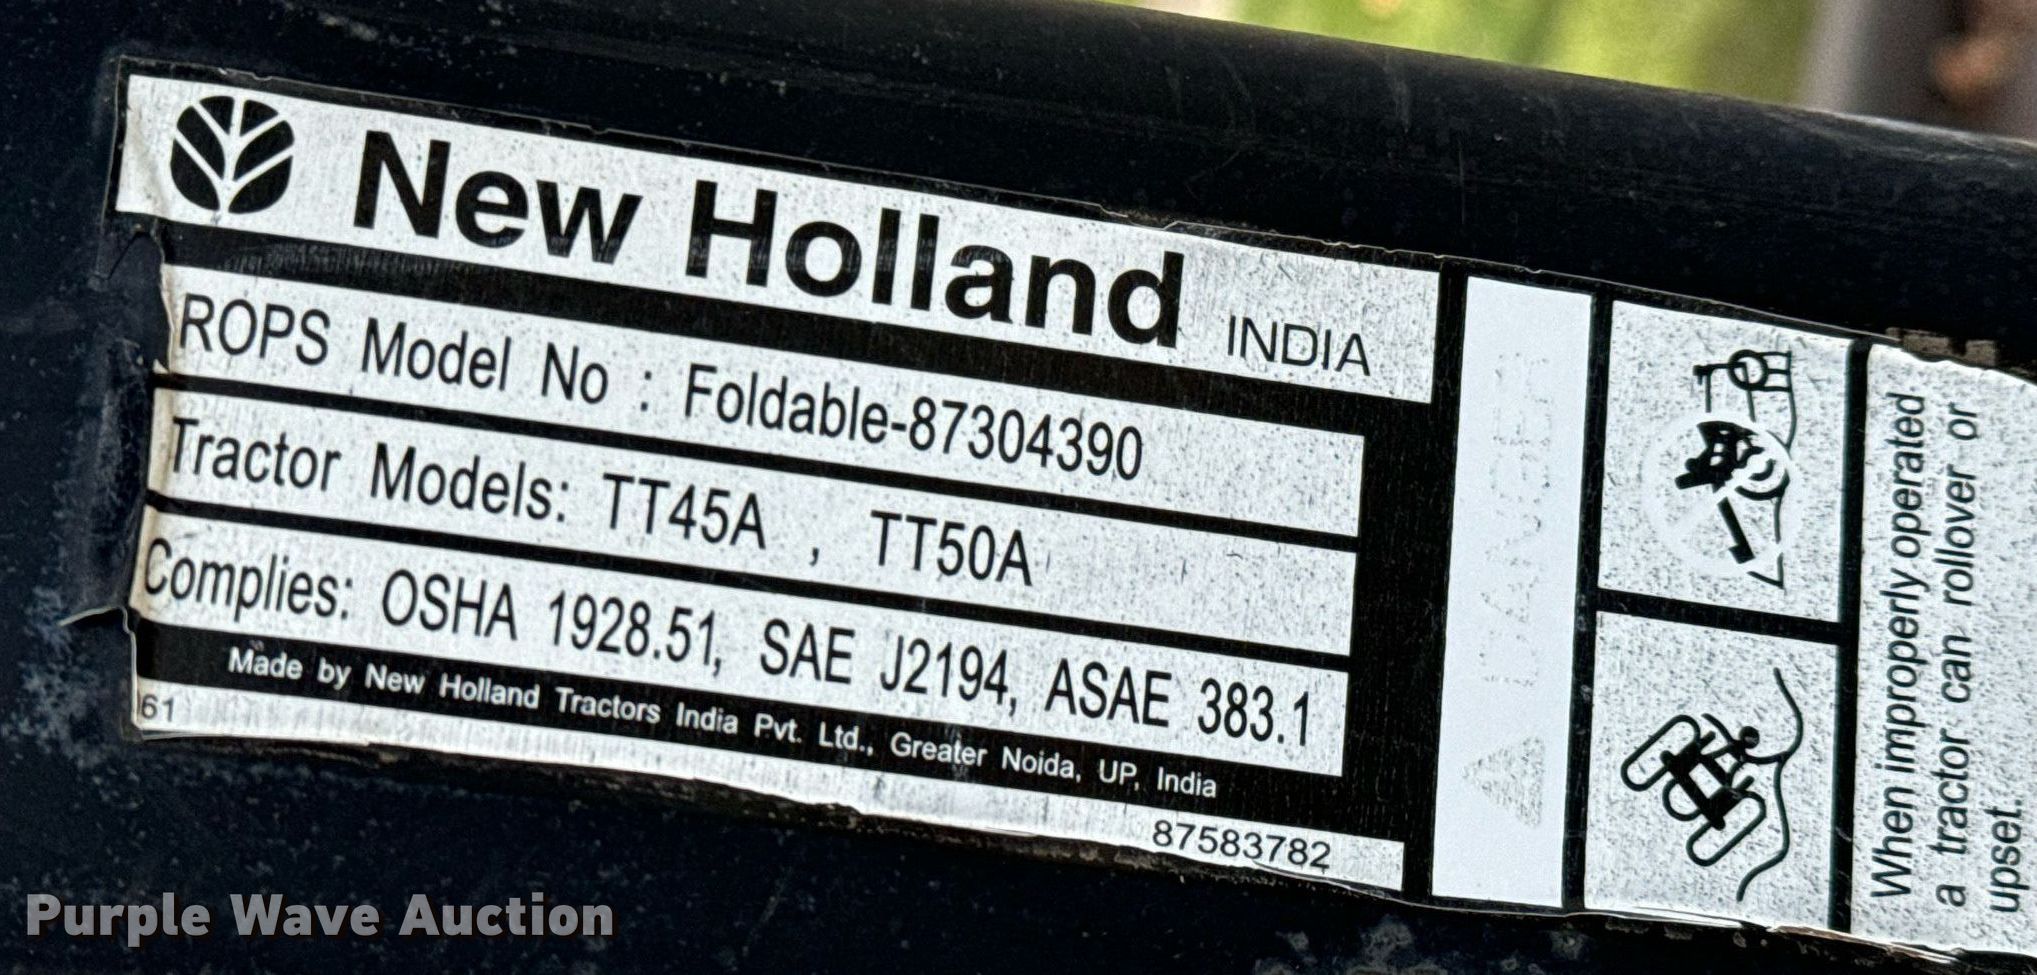 New Holland INDIA
ROPS Model No : Foldable-87304390
Tractor Models: TT45A , TT50A
Complies: OSHA 1928.51, SAE J2194, ASAE 383.1
Made by New Holland Tractors India Pvt. Ltd., Greater Noida, UP, India
61
87583782
DANGER
When improperly operated
a tractor can rollover or
upset.
Purple Wave Auction